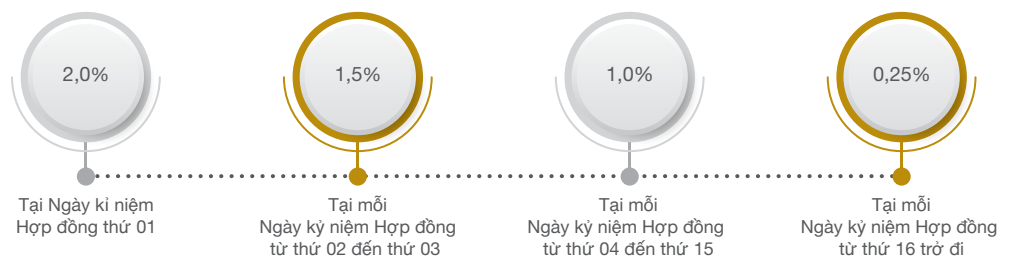 2,0%
1,5%
1,0%
0,25%
Tại Ngày kỉ niệm
Hợp đồng thứ 01
Tại mỗi
Ngày kỷ niệm Hợp đồng
từ thứ 02 đến thứ 03
Tại mỗi
Ngày kỷ niệm Hợp đồng
từ thứ 04 đến thứ 15
Tại mỗi
Ngày kỷ niệm Hợp đồng
từ thứ 16 trở đi